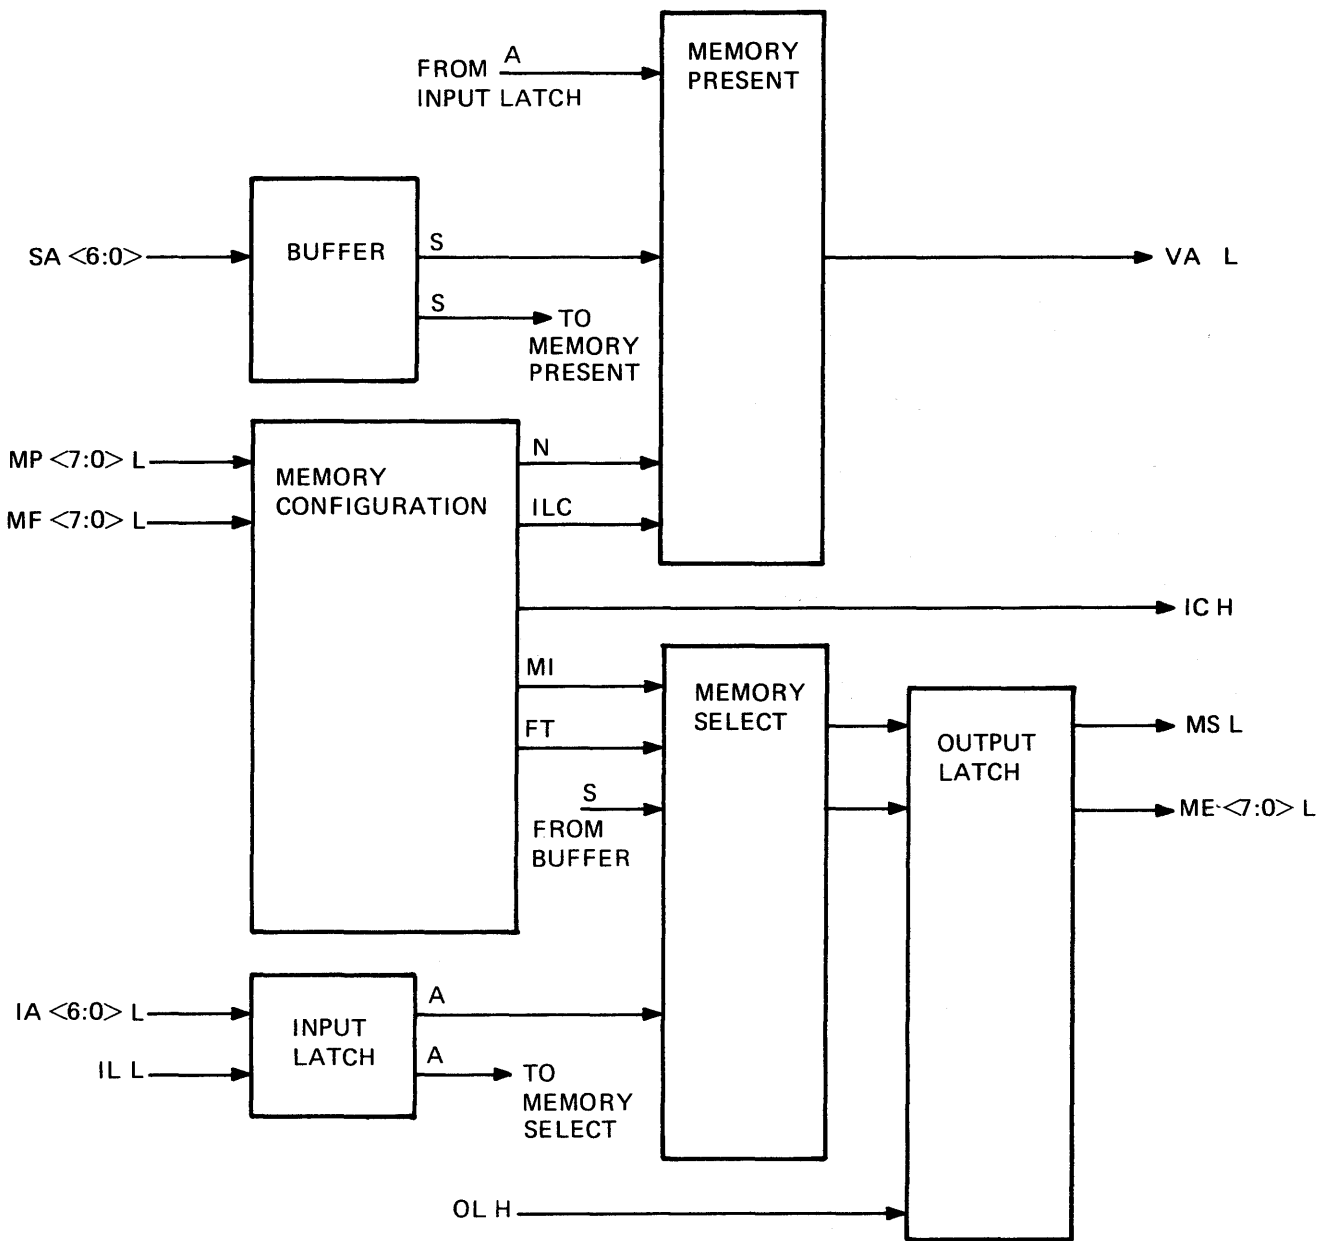 A
FROM
INPUT LATCH
MEMORY
PRESENT
SA <6:0>
BUFFER
S
S
TO
MEMORY
PRESENT
VA L
MP <7:0> L
MF <7:0> L
MEMORY
CONFIGURATION
N
ILC
IC H
MI
FT
S
FROM
BUFFER
MEMORY
SELECT
OUTPUT
LATCH
MS L
ME <7:0> L
IA <6:0> L
IL L
INPUT
LATCH
A
A
TO
MEMORY
SELECT
OL H